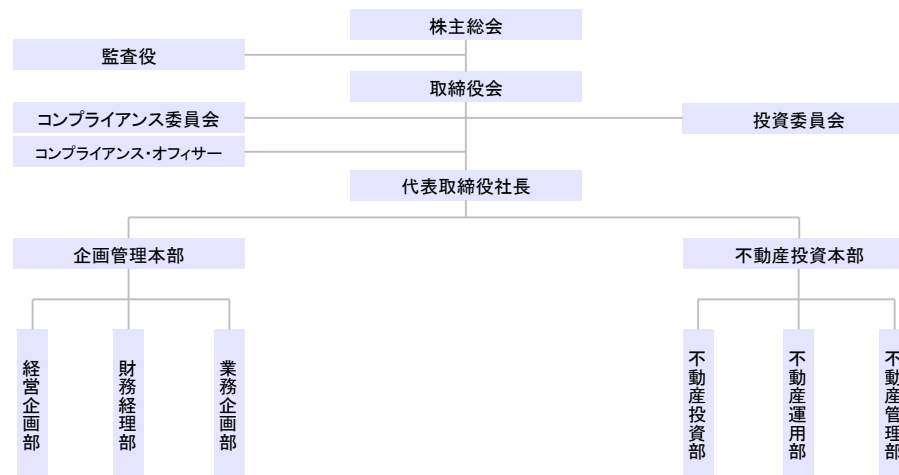 株主総会
監査役
取締役会
コンプライアンス委員会
投資委員会
コンプライアンス・オフィサー
代表取締役社長
企画管理本部
不動産投資本部
経営企画部
財務経理部
業務企画部
不動産投資部
不動産運用部
不動産管理部